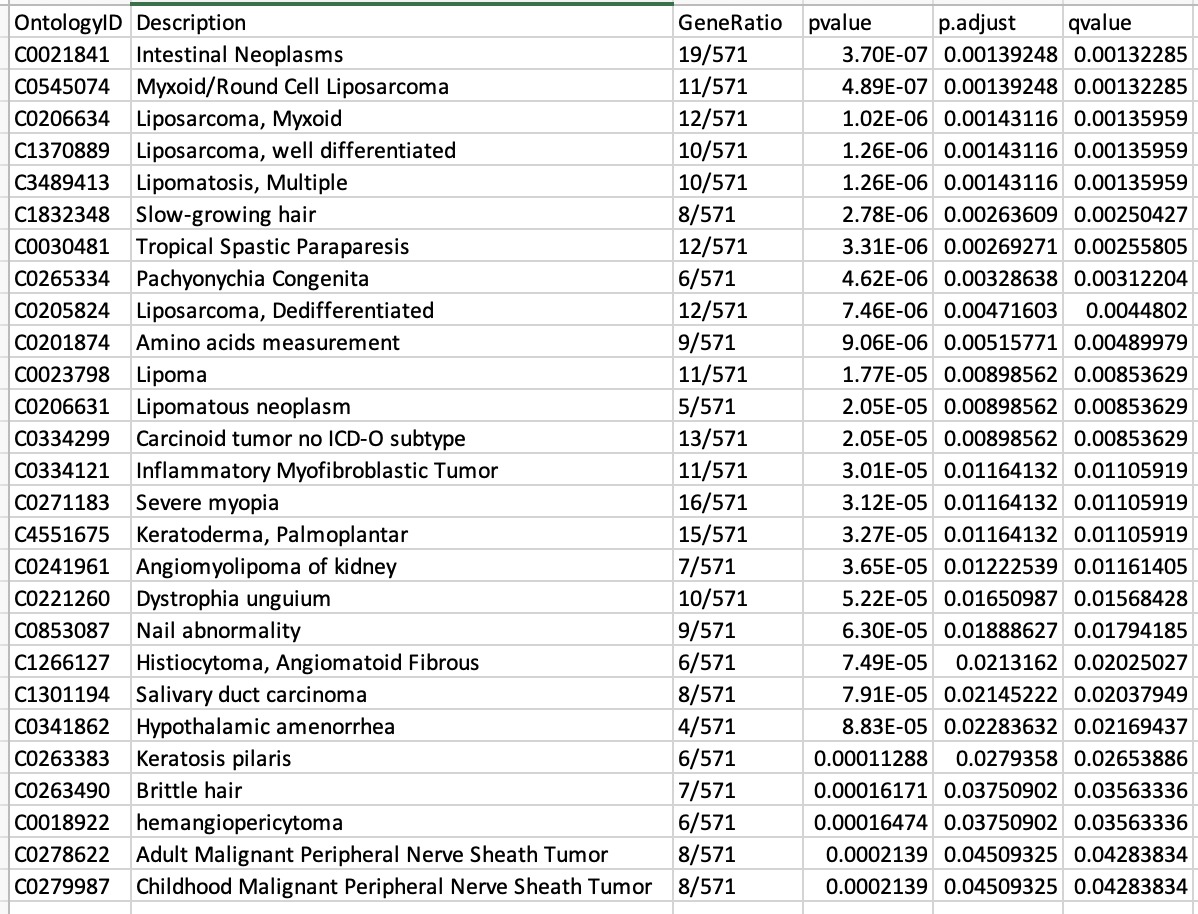 OntologyID Description GeneRatio pvalue p.adjust qvalue
C0021841 Intestinal Neoplasms 19/571 3.70E-07 0.00139248 0.00132285
C0545074 Myxoid/Round Cell Liposarcoma 11/571 4.89E-07 0.00139248 0.00132285
C0206634 Liposarcoma, Myxoid 12/571 1.02E-06 0.00143116 0.00135959
C1370889 Liposarcoma, well differentiated 10/571 1.26E-06 0.00143116 0.00135959
C3489413 Lipomatosis, Multiple 10/571 1.26E-06 0.00143116 0.00135959
C1832348 Slow-growing hair 8/571 2.78E-06 0.00263609 0.00250427
C0030481 Tropical Spastic Paraparesis 12/571 3.31E-06 0.00269271 0.00255805
C0265334 Pachyonychia Congenita 6/571 4.62E-06 0.00328638 0.00312204
C0205824 Liposarcoma, Dedifferentiated 12/571 7.46E-06 0.00471603 0.0044802
C0201874 Amino acids measurement 9/571 9.06E-06 0.00515771 0.00489979
C0023798 Lipoma 11/571 1.77E-05 0.00898562 0.00853629
C0206631 Lipomatous neoplasm 5/571 2.05E-05 0.00898562 0.00853629
C0334299 Carcinoid tumor no ICD-O subtype 13/571 2.05E-05 0.00898562 0.00853629
C0334121 Inflammatory Myofibroblastic Tumor 11/571 3.01E-05 0.01164132 0.01105919
C0271183 Severe myopia 16/571 3.12E-05 0.01164132 0.01105919
C4551675 Keratoderma, Palmoplantar 15/571 3.27E-05 0.01164132 0.01105919
C0241961 Angiomyolipoma of kidney 7/571 3.65E-05 0.01222539 0.01161405
C0221260 Dystrophia unguium 10/571 5.22E-05 0.01650987 0.01568428
C0853087 Nail abnormality 9/571 6.30E-05 0.01888627 0.01794185
C1266127 Histiocytoma, Angiomatoid Fibrous 6/571 7.49E-05 0.0213162 0.02025027
C1301194 Salivary duct carcinoma 8/571 7.91E-05 0.02145222 0.02037949
C0341862 Hypothalamic amenorrhea 4/571 8.83E-05 0.02283632 0.02169437
C0263383 Keratosis pilaris 6/571 0.00011288 0.0279358 0.02653886
C0263490 Brittle hair 7/571 0.00016171 0.03750902 0.03563336
C0018922 hemangiopericytoma 6/571 0.00016474 0.03750902 0.03563336
C0278622 Adult Malignant Peripheral Nerve Sheath Tumor 8/571 0.0002139 0.04509325 0.04283834
C0279987 Childhood Malignant Peripheral Nerve Sheath Tumor 8/571 0.0002139 0.04509325 0.04283834